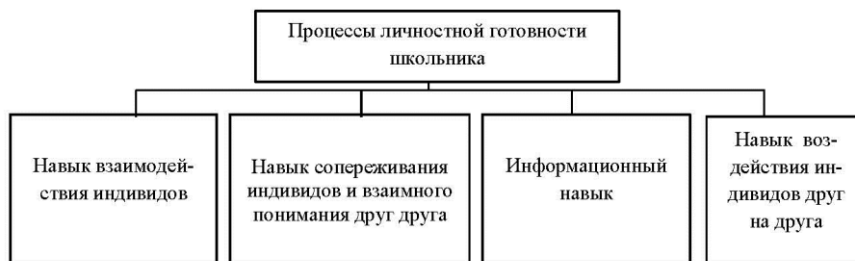 Процессы личностной готовности
школьника
Навык взаимодей-
ствия индивидов
Навык сопереживания
индивидов и взаимного
понимания друг друга
Информационный
навык
Навык воз-
действия ин-
дивидов друг
на друга